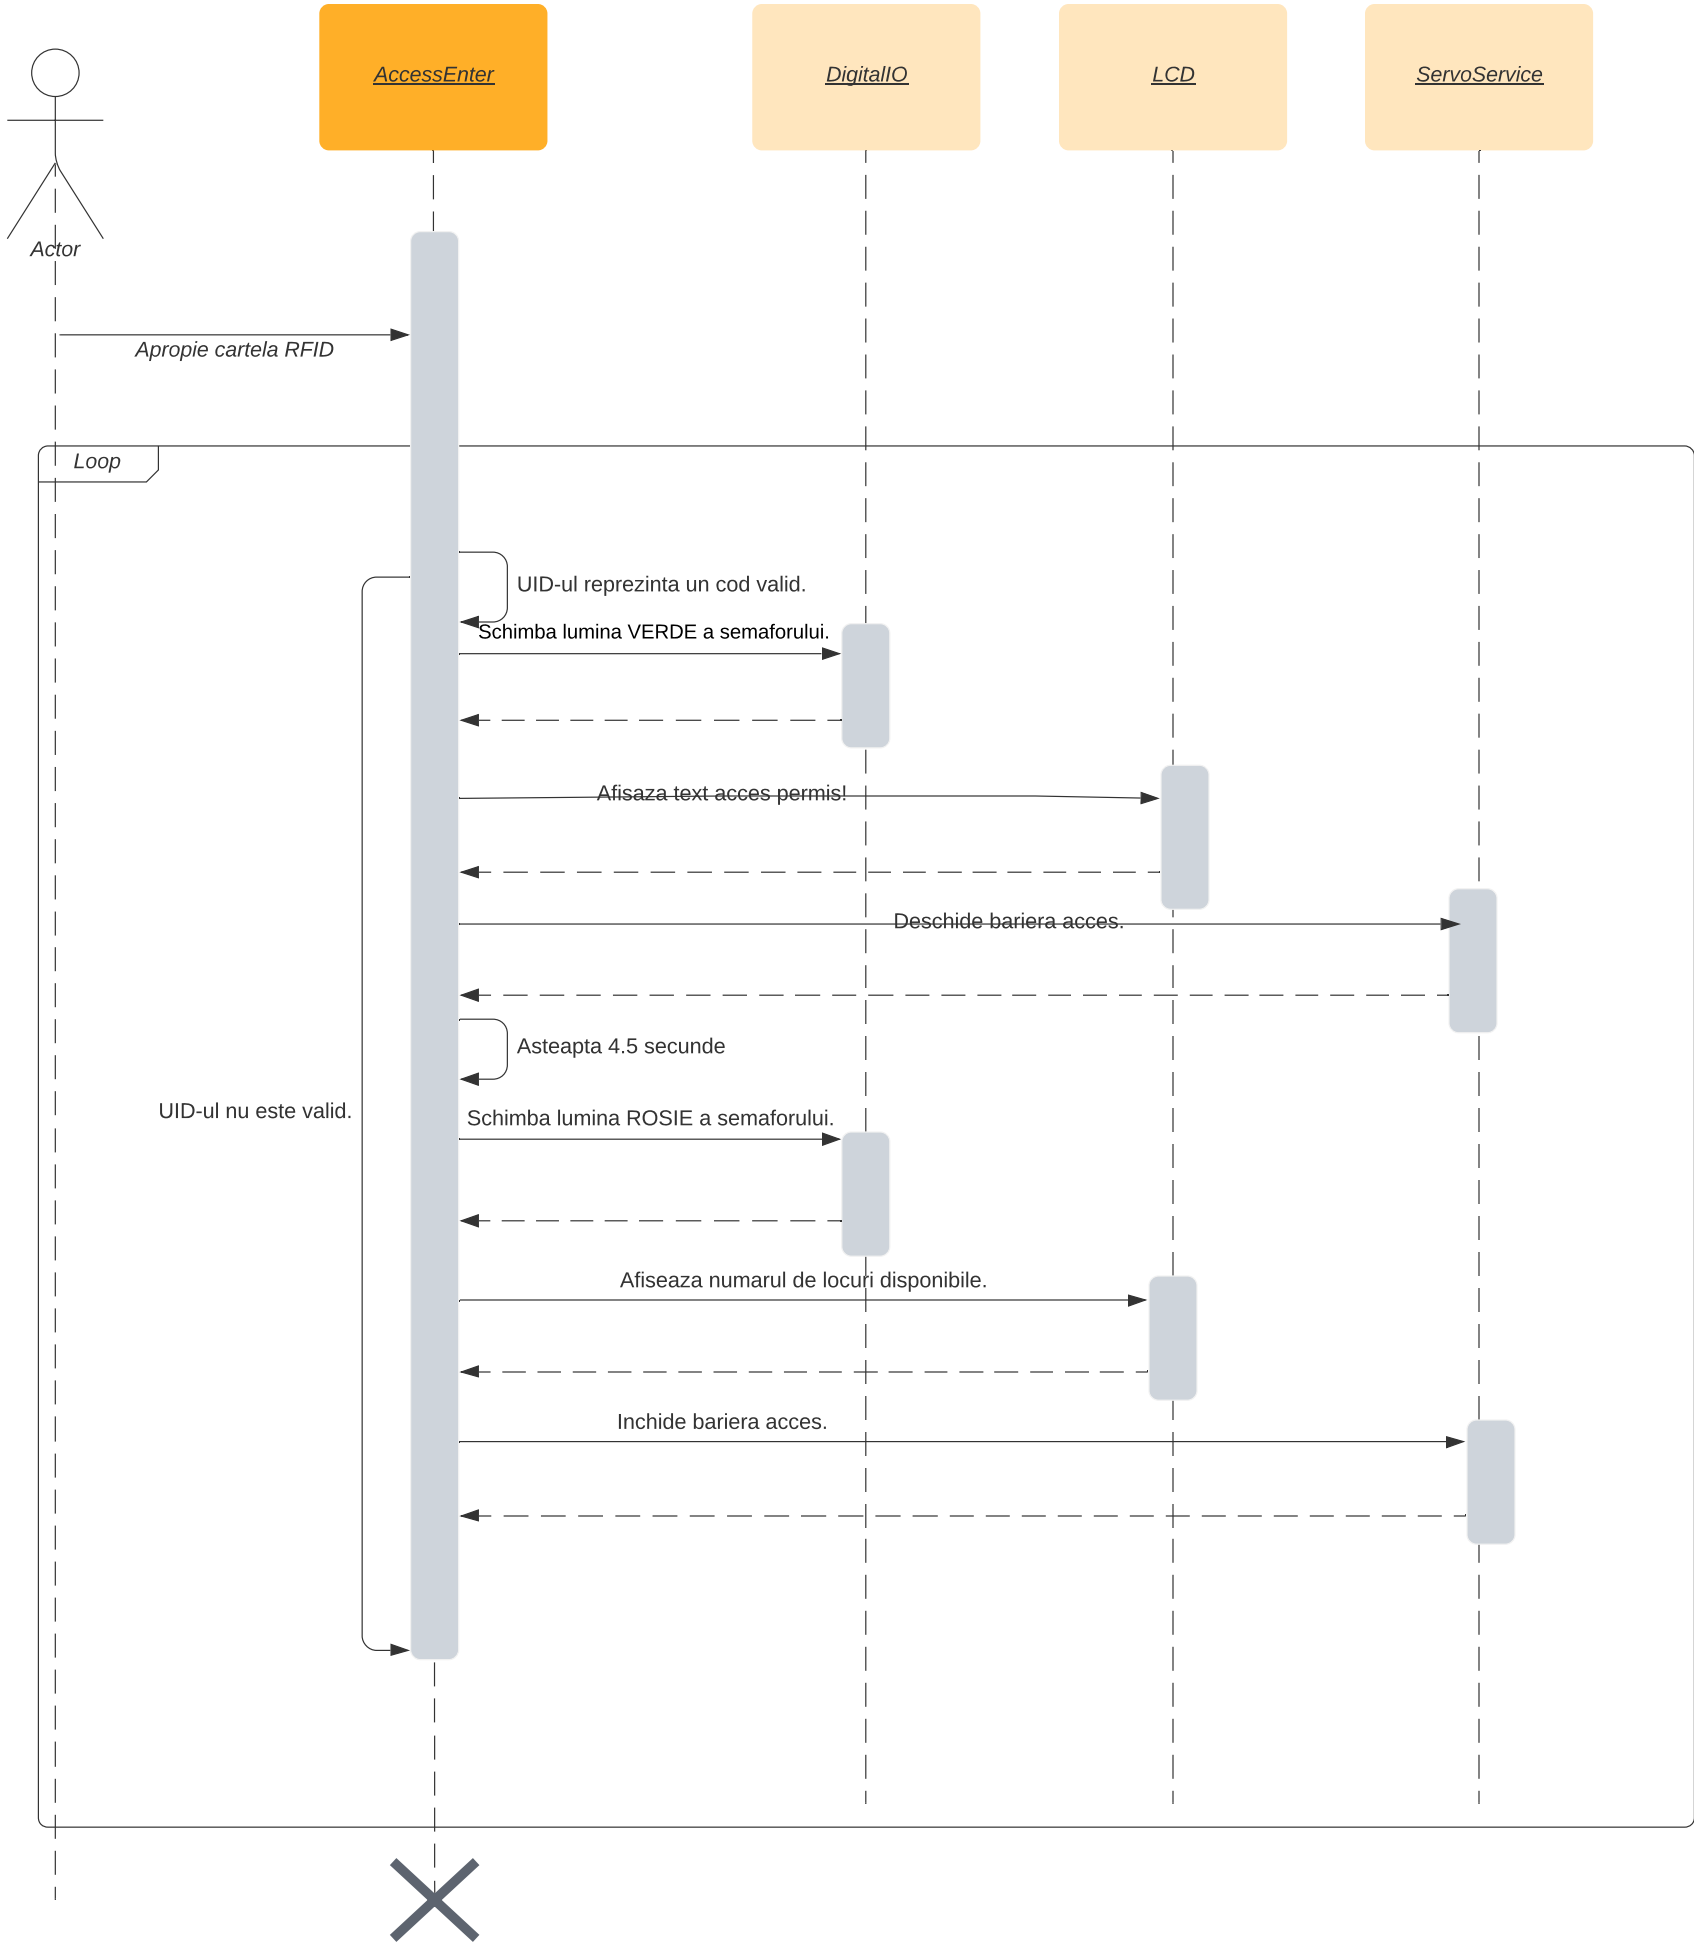 AccessEnter
DigitalIO
LCD
ServoService
Actor
Apropie cartela RFID
Loop
UID-ul reprezinta un cod valid.
Schimba lumina VERDE a semaforului.
Afisaza text acces permis!
Deschide bariera acces.
Asteapta 4.5 secunde
UID-ul nu este valid.
Schimba lumina ROSIE a semaforului.
Afiseaza numarul de locuri disponibile.
Inchide bariera acces.